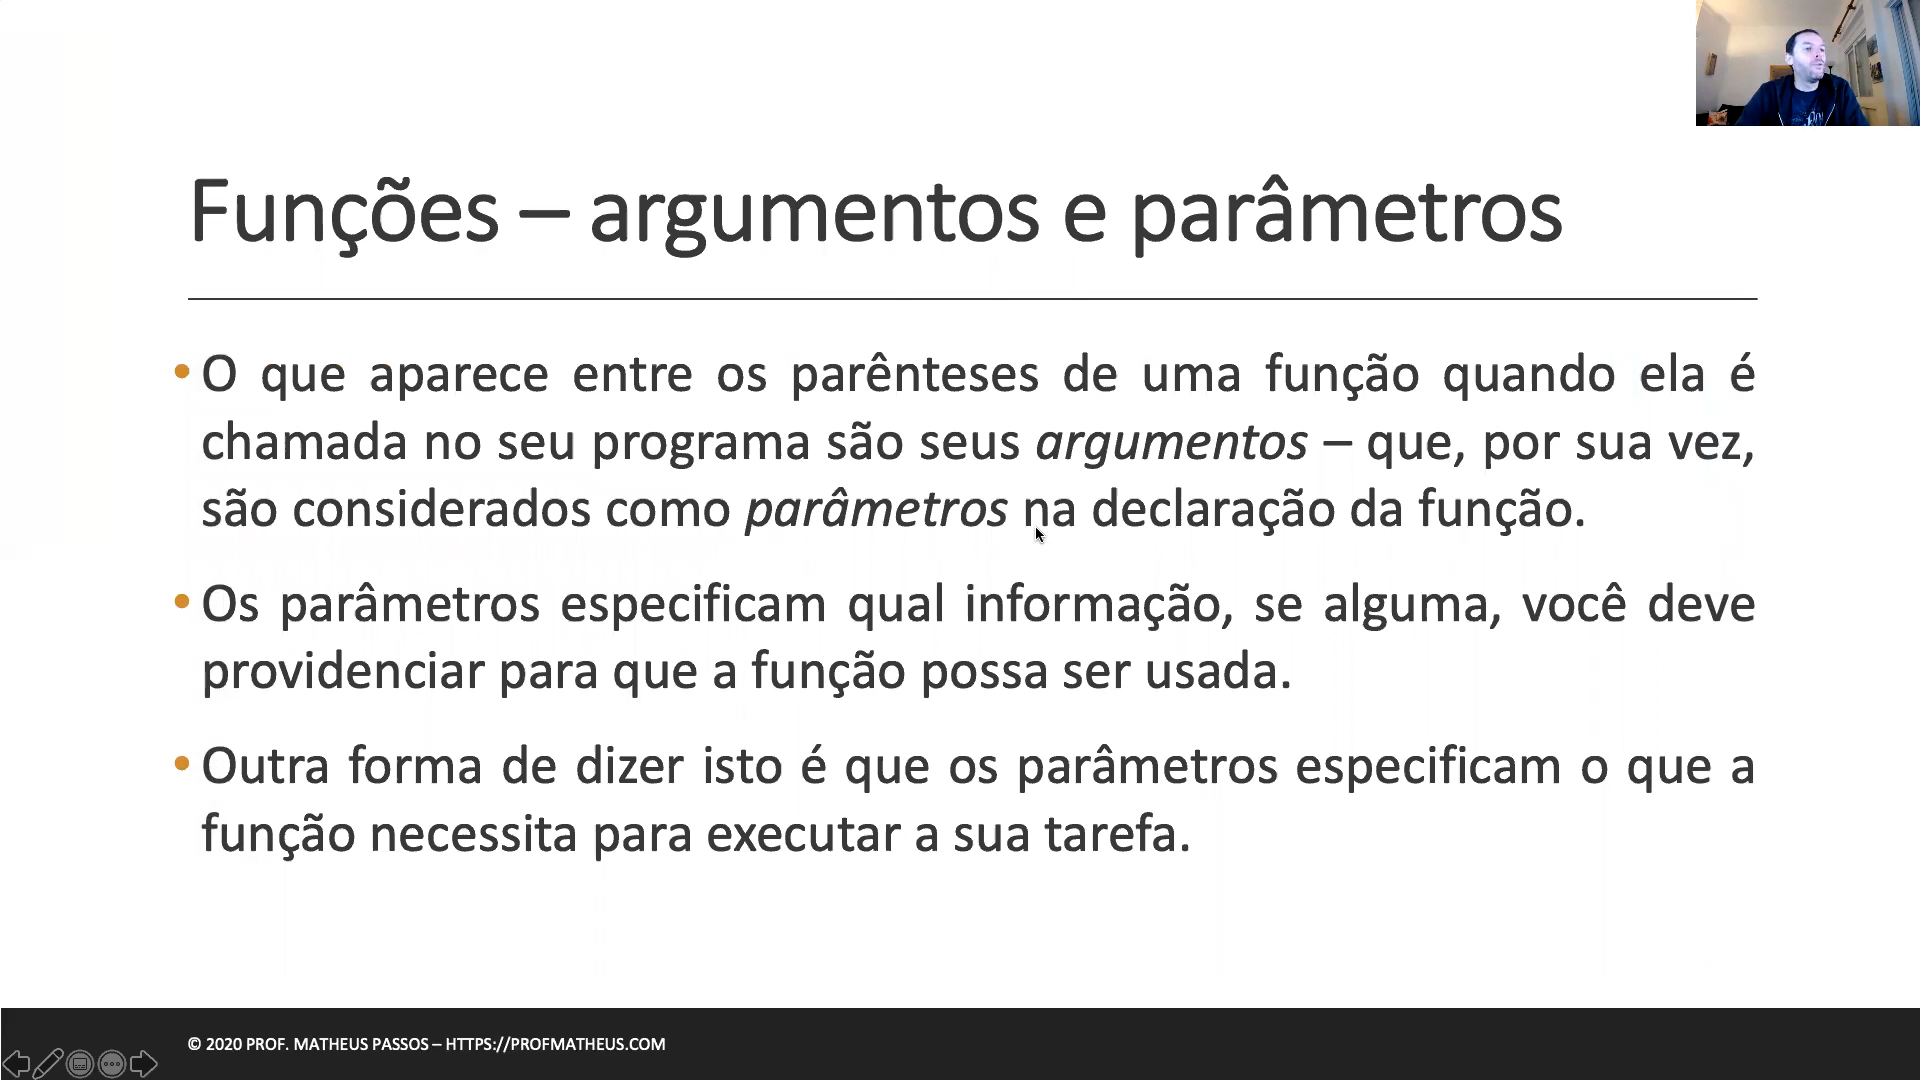 Funções – argumentos e parâmetros
• O que aparece entre os parênteses de uma função quando ela é
chamada no seu programa são seus argumentos – que, por sua vez,
são considerados como parâmetros na declaração da função.
• Os parâmetros especificam qual informação, se alguma, você deve
providenciar para que a função possa ser usada.
• Outra forma de dizer isto é que os parâmetros especificam o que a
função necessita para executar a sua tarefa.
© 2020 PROF. MATHEUS PASSOS – HTTPS://PROFMATHEUS.COM